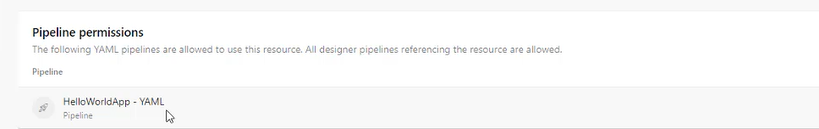 Pipeline permissions
The following YAML pipelines are allowed to use this resource. All designer pipelines referencing the resource are allowed.
Pipeline
HelloWorldApp - YAML
Pipeline